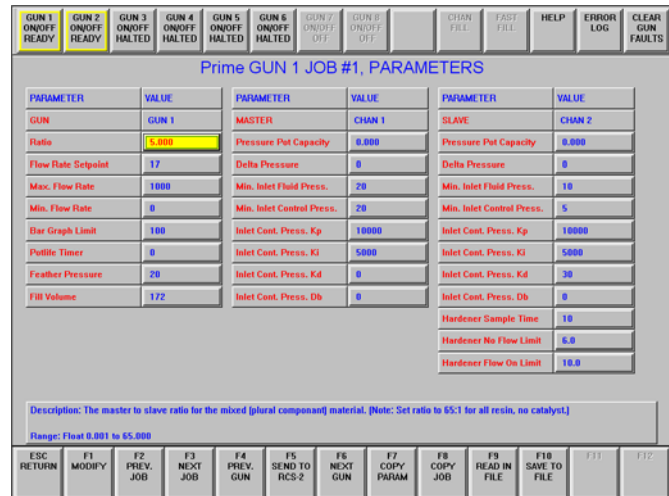 GUN 1 ON/OFF READY
GUN 2 ON/OFF READY
GUN 3 ON/OFF HALTED
GUN 4 ON/OFF HALTED
GUN 5 ON/OFF HALTED
GUN 6 ON/OFF HALTED
GUN 7 ON/OFF OFF
GUN 8 ON/OFF OFF
CHAN FILL
FAST FILL
HELP
ERROR LOG
CLEAR GUN FAULTS
Prime GUN 1 JOB #1, PARAMETERS
PARAMETER VALUE
GUN GUN 1
Ratio 5.000
Flow Rate Setpoint 17
Max. Flow Rate 1000
Min. Flow Rate 0
Bar Graph Limit 100
Potlife Timer 0
Feather Pressure 20
Fill Volume 172
PARAMETER VALUE
MASTER CHAN 1
Pressure Pot Capacity 0.000
Delta Pressure 0
Min. Inlet Fluid Press. 20
Min. Inlet Control Press. 20
Inlet Cont. Press. Kp 10000
Inlet Cont. Press. Ki 5000
Inlet Cont. Press. Kd 0
Inlet Cont. Press. Db 0
PARAMETER VALUE
SLAVE CHAN 2
Pressure Pot Capacity 0.000
Delta Pressure 0
Min. Inlet Fluid Press. 10
Min. Inlet Control Press. 5
Inlet Cont. Press. Kp 10000
Inlet Cont. Press. Ki 5000
Inlet Cont. Press. Kd 30
Inlet Cont. Press. Db 0
Hardener Sample Time 10
Hardener No Flow Limit 6.0
Hardener Flow On Limit 10.0
Description: The master to slave ratio for the mixed (plural componant) material. (Note: Set ratio to 65:1 for all resin, no catalyst.)
Range: Float 0.001 to 65.000
ESC RETURN
F1 MODIFY
F2 PREV. JOB
F3 NEXT JOB
F4 PREV. GUN
F5 SEND TO RCS-2
F6 NEXT GUN
F7 COPY PARAM
F8 COPY JOB
F9 READ IN FILE
F10 SAVE TO FILE
F11
F12